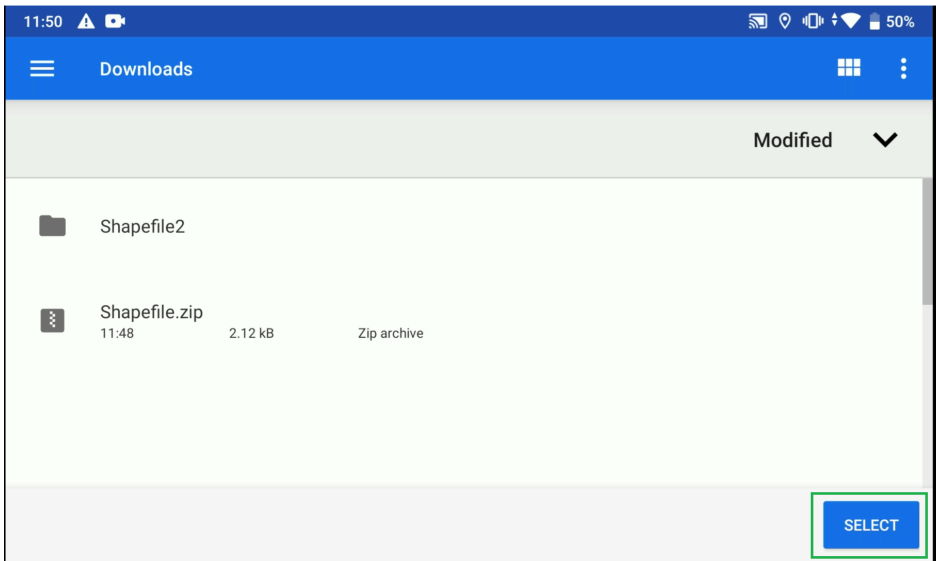 11:50 50%
Downloads
Modified
Shapefile2
Shapefile.zip
11:48 2.12 kB Zip archive
SELECT